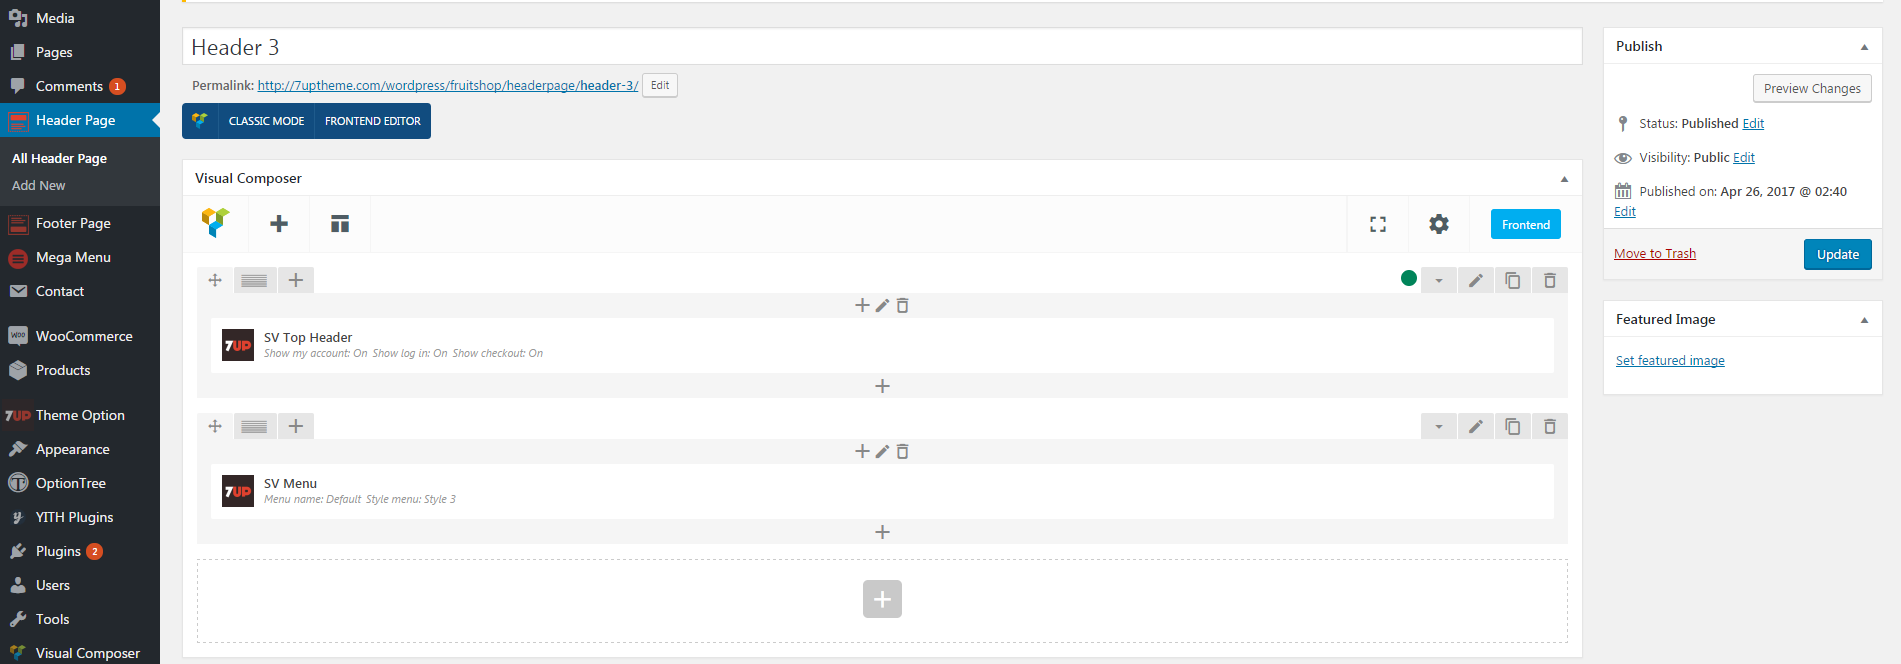 Media
Pages
Comments 1
Header Page
All Header Page
Add New
Footer Page
Mega Menu
Contact
WooCommerce
Products
7UP Theme Option
Appearance
OptionTree
YITH Plugins
Plugins 2
Users
Tools
Visual Composer
Header 3
Permalink: http://7uptheme.com/wordpress/fruitshop/headerpage/header-3/ Edit
CLASSIC MODE FRONTEND EDITOR
Visual Composer
Frontend
7UP SV Top Header
Show my account: On Show log in: On Show checkout: On
7UP SV Menu
Menu name: Default Style menu: Style 3
Publish
Preview Changes
Status: Published Edit
Visibility: Public Edit
Published on: Apr 26, 2017 @ 02:40
Edit
Move to Trash Update
Featured Image
Set featured image